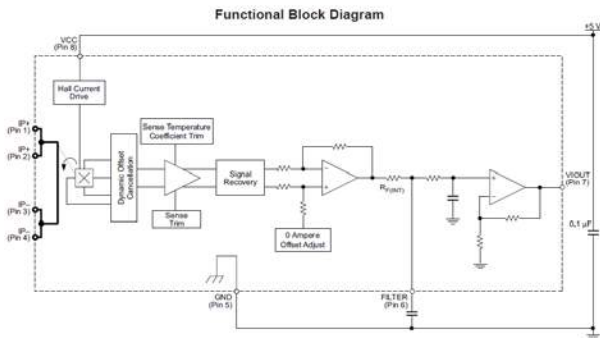 Functional Block Diagram
+5 V
VCC
(Pin 8)
Hall Current
Drive
IP+
(Pin 1)
IP+
(Pin 2)
IP−
(Pin 3)
IP−
(Pin 4)
Dynamic Offset
Cancellation
Sense Temperature
Coefficient Trim
Sense
Trim
Signal
Recovery
0 Ampere
Offset Adjust
RF(INT)
VIOUT
(Pin 7)
0.1 µF
GND
(Pin 5)
FILTER
(Pin 6)